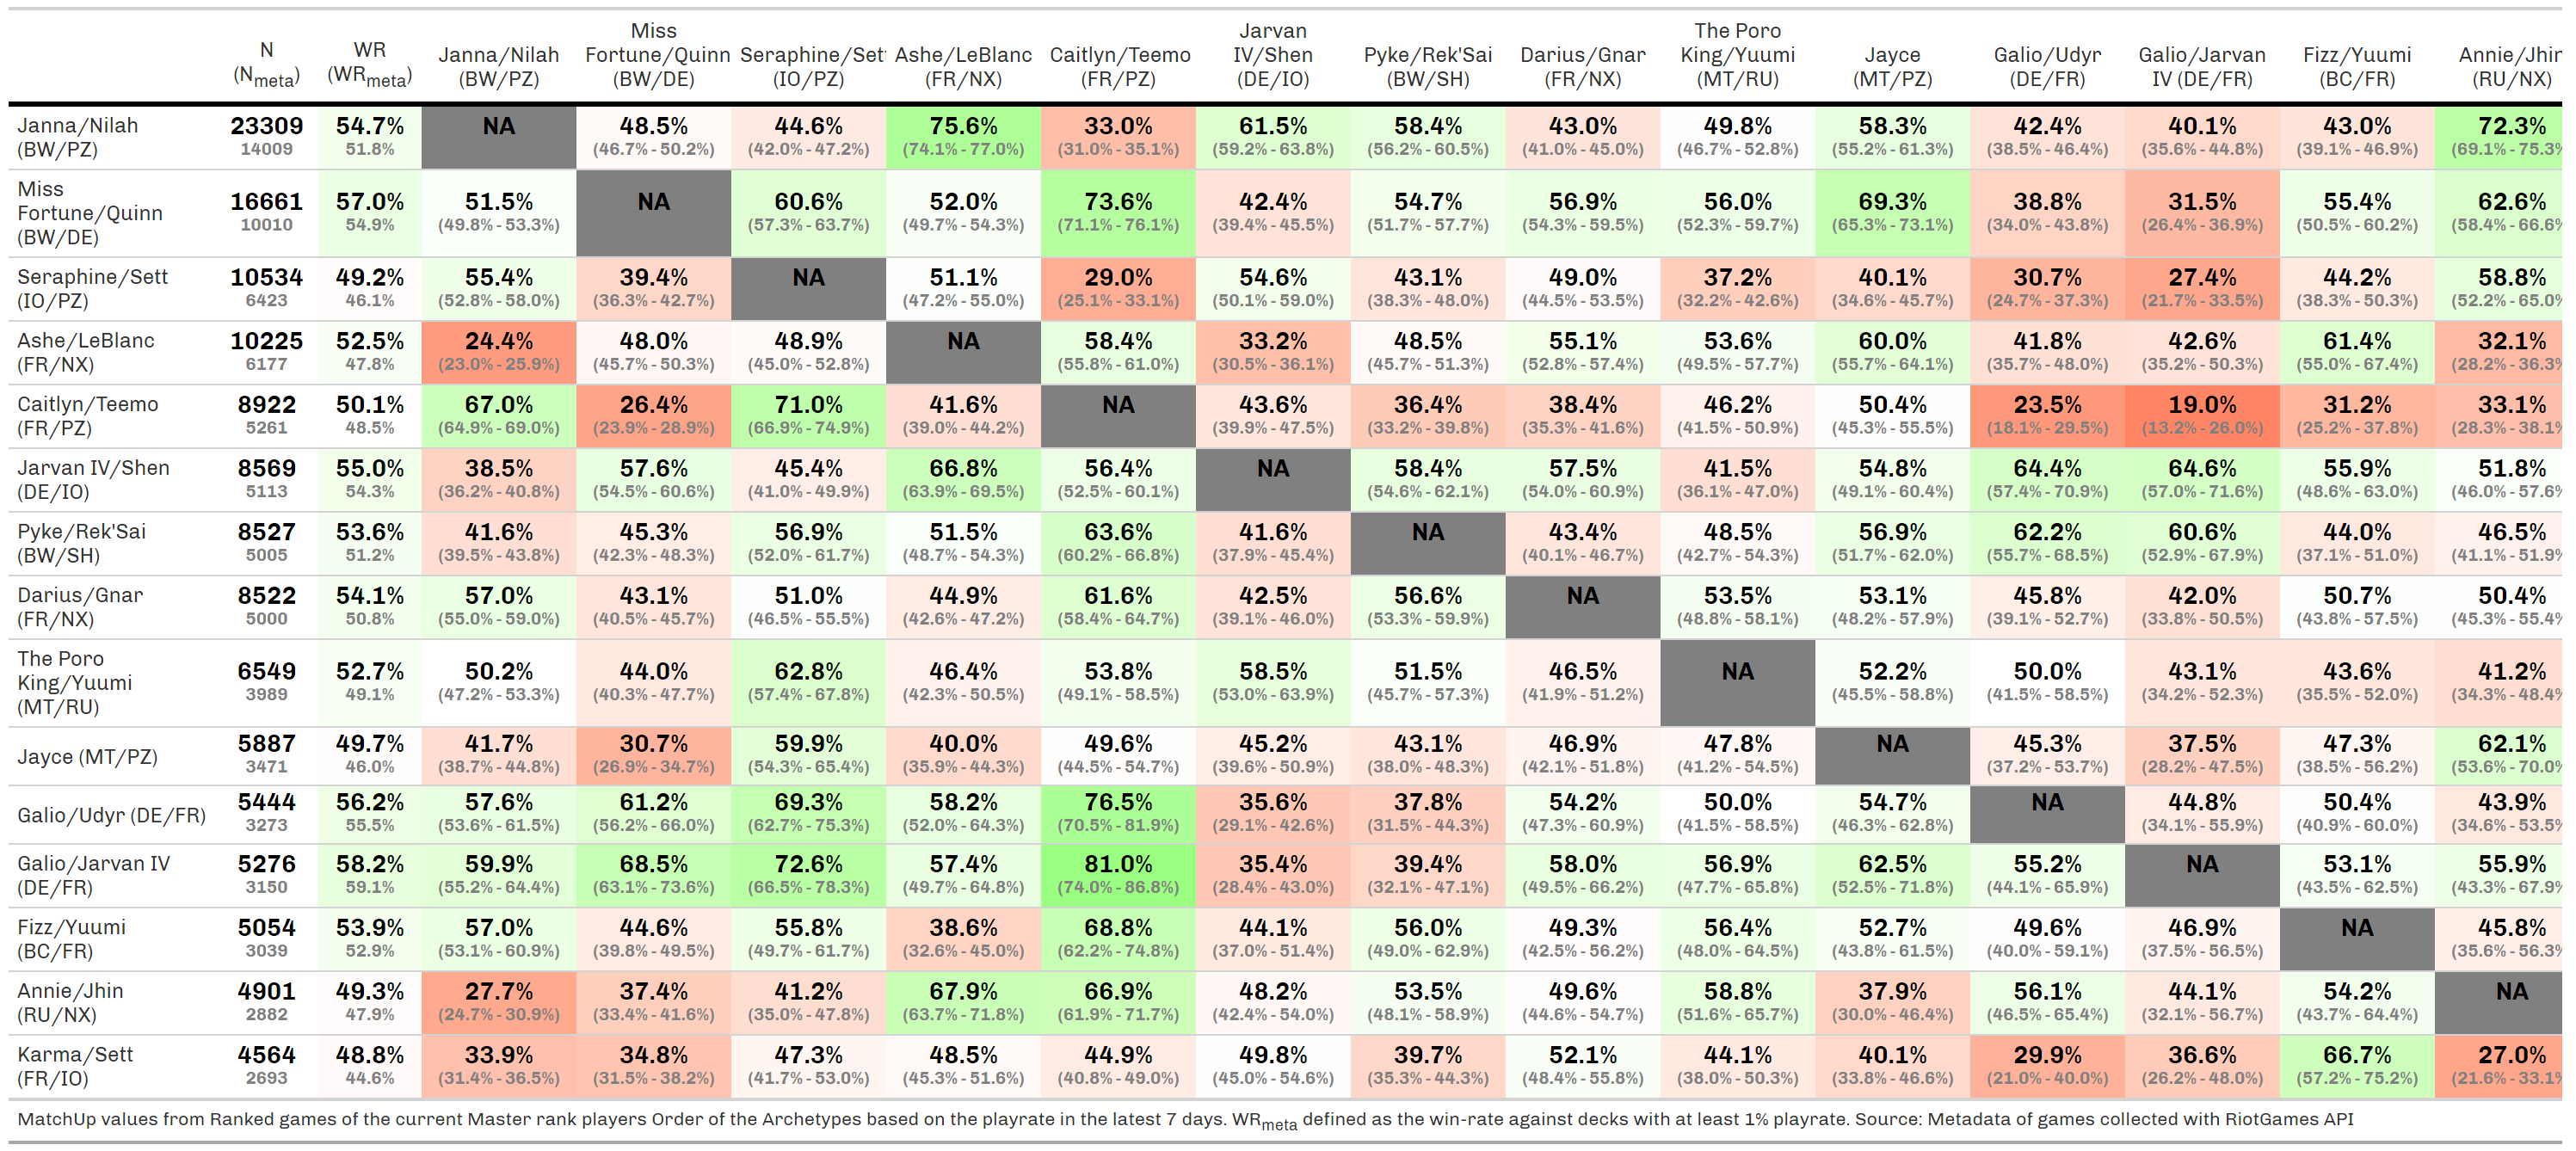 N (N_meta) WR (WR_meta) Janna/Nilah (BW/PZ) Miss Fortune/Quinn (BW/DE) Seraphine/Sett (IO/PZ) Ashe/LeBlanc (FR/NX) Caitlyn/Teemo (FR/PZ) Jarvan IV/Shen (DE/IO) Pyke/Rek'Sai (BW/SH) Darius/Gnar (FR/NX) The Poro King/Yuumi (MT/RU) Jayce (MT/PZ) Galio/Udyr (DE/FR) Galio/Jarvan IV (DE/FR) Fizz/Yuumi (BC/FR) Annie/Jhin (RU/NX)
Janna/Nilah 23309 54.7% NA 48.5% 44.6% 75.6% 33.0% 61.5% 58.4% 43.0% 49.8% 58.3% 42.4% 40.1% 43.0% 72.3%
(BW/PZ) 14009 51.8% (46.7% - 50.2%) (42.0% - 47.2%) (74.1% - 77.0%) (31.0% - 35.1%) (59.2% - 63.8%) (56.2% - 60.5%) (41.0% - 45.0%) (46.7% - 52.8%) (55.2% - 61.3%) (38.5% - 46.4%) (35.6% - 44.8%) (39.1% - 46.9%) (69.1% - 75.3%
Miss
Fortune/Quinn 16661 57.0% 51.5% NA 60.6% 52.0% 73.6% 42.4% 54.7% 56.9% 56.0% 69.3% 38.8% 31.5% 55.4% 62.6%
(BW/DE) 10010 54.9% (49.8% - 53.3%) (57.3% - 63.7%) (49.7% - 54.3%) (71.1% - 76.1%) (39.4% - 45.5%) (51.7% - 57.7%) (54.3% - 59.5%) (52.3% - 59.7%) (65.3% - 73.1%) (34.0% - 43.8%) (26.4% - 36.9%) (50.5% - 60.2%) (58.4% - 66.6%
Seraphine/Sett 10534 49.2% 55.4% 39.4% NA 51.1% 29.0% 54.6% 43.1% 49.0% 37.2% 40.1% 30.7% 27.4% 44.2% 58.8%
(IO/PZ) 6423 46.1% (52.8% - 58.0%) (36.3% - 42.7%) (47.2% - 55.0%) (25.1% - 33.1%) (50.1% - 59.0%) (38.3% - 48.0%) (44.5% - 53.5%) (32.2% - 42.6%) (34.6% - 45.7%) (24.7% - 37.3%) (21.7% - 33.5%) (38.3% - 50.3%) (52.2% - 65.0%
Ashe/LeBlanc 10225 52.5% 24.4% 48.0% 48.9% NA 58.4% 33.2% 48.5% 55.1% 53.6% 60.0% 41.8% 42.6% 61.4% 32.1%
(FR/NX) 6177 47.8% (23.0% - 25.9%) (45.7% - 50.3%) (45.0% - 52.8%) (55.8% - 61.0%) (30.5% - 36.1%) (45.7% - 51.3%) (52.8% - 57.4%) (49.5% - 57.7%) (55.7% - 64.1%) (35.7% - 48.0%) (35.2% - 50.3%) (55.0% - 67.4%) (28.2% - 36.3%
Caitlyn/Teemo 8922 50.1% 67.0% 26.4% 71.0% 41.6% NA 43.6% 36.4% 38.4% 46.2% 50.4% 23.5% 19.0% 31.2% 33.1%
(FR/PZ) 5261 48.5% (64.9% - 69.0%) (23.9% - 28.9%) (66.9% - 74.9%) (39.0% - 44.2%) (39.9% - 47.5%) (33.2% - 39.8%) (35.3% - 41.6%) (41.5% - 50.9%) (45.3% - 55.5%) (18.1% - 29.5%) (13.2% - 26.0%) (25.2% - 37.8%) (28.3% - 38.1%
Jarvan IV/Shen 8569 55.0% 38.5% 57.6% 45.4% 66.8% 56.4% NA 58.4% 57.5% 41.5% 54.8% 64.4% 64.6% 55.9% 51.8%
(DE/IO) 5113 54.3% (36.2% - 40.8%) (54.5% - 60.6%) (41.0% - 49.9%) (63.9% - 69.5%) (52.5% - 60.1%) (54.6% - 62.1%) (54.0% - 60.9%) (36.1% - 47.0%) (49.1% - 60.4%) (57.4% - 70.9%) (57.0% - 71.6%) (48.6% - 63.0%) (46.0% - 57.6%
Pyke/Rek'Sai 8527 53.6% 41.6% 45.3% 56.9% 51.5% 63.6% 41.6% NA 43.4% 48.5% 56.9% 62.2% 60.6% 44.0% 46.5%
(BW/SH) 5005 51.2% (39.5% - 43.8%) (42.3% - 48.3%) (52.0% - 61.7%) (48.7% - 54.3%) (60.2% - 66.8%) (37.9% - 45.4%) (40.1% - 46.7%) (42.7% - 54.3%) (51.7% - 62.0%) (55.7% - 68.5%) (52.9% - 67.9%) (37.1% - 51.0%) (41.1% - 51.9%
Darius/Gnar 8522 54.1% 57.0% 43.1% 51.0% 44.9% 61.6% 42.5% 56.6% NA 53.5% 53.1% 45.8% 42.0% 50.7% 50.4%
(FR/NX) 5000 50.8% (55.0% - 59.0%) (40.5% - 45.7%) (46.5% - 55.5%) (42.6% - 47.2%) (58.4% - 64.7%) (39.1% - 46.0%) (53.3% - 59.9%) (48.8% - 58.1%) (48.2% - 57.9%) (39.1% - 52.7%) (33.8% - 50.5%) (43.8% - 57.5%) (45.3% - 55.4%
The Poro
King/Yuumi 6549 52.7% 50.2% 44.0% 62.8% 46.4% 53.8% 58.5% 51.5% 46.5% NA 52.2% 50.0% 43.1% 43.6% 41.2%
(MT/RU) 3989 49.1% (47.2% - 53.3%) (40.3% - 47.7%) (57.4% - 67.8%) (42.3% - 50.5%) (49.1% - 58.5%) (53.0% - 63.9%) (45.7% - 57.3%) (41.9% - 51.2%) (45.5% - 58.8%) (41.5% - 58.5%) (34.2% - 52.3%) (35.5% - 52.0%) (34.3% - 48.4%
Jayce (MT/PZ) 5887 49.7% 41.7% 30.7% 59.9% 40.0% 49.6% 45.2% 43.1% 46.9% 47.8% NA 45.3% 37.5% 47.3% 62.1%
3471 46.0% (38.7% - 44.8%) (26.9% - 34.7%) (54.3% - 65.4%) (35.9% - 44.3%) (44.5% - 54.7%) (39.6% - 50.9%) (38.0% - 48.3%) (42.1% - 51.8%) (41.2% - 54.5%) (37.2% - 53.7%) (28.2% - 47.5%) (38.5% - 56.2%) (53.6% - 70.0%
Galio/Udyr (DE/FR) 5444 56.2% 57.6% 61.2% 69.3% 58.2% 76.5% 35.6% 37.8% 54.2% 50.0% 54.7% NA 44.8% 50.4% 43.9%
3273 55.5% (53.6% - 61.5%) (56.2% - 66.0%) (62.7% - 75.3%) (52.0% - 64.3%) (70.5% - 81.9%) (29.1% - 42.6%) (31.5% - 44.3%) (47.3% - 60.9%) (41.5% - 58.5%) (46.3% - 62.8%) (34.1% - 55.9%) (40.9% - 60.0%) (34.6% - 53.5%
Galio/Jarvan IV 5276 58.2% 59.9% 68.5% 72.6% 57.4% 81.0% 35.4% 39.4% 58.0% 56.9% 62.5% 55.2% NA 53.1% 55.9%
(DE/FR) 3150 59.1% (55.2% - 64.4%) (63.1% - 73.6%) (66.5% - 78.3%) (49.7% - 64.8%) (74.0% - 86.8%) (28.4% - 43.0%) (32.1% - 47.1%) (49.5% - 66.2%) (47.7% - 65.8%) (52.5% - 71.8%) (44.1% - 65.9%) (43.5% - 62.5%) (43.3% - 67.9%
Fizz/Yuumi 5054 53.9% 57.0% 44.6% 55.8% 38.6% 68.8% 44.1% 56.0% 49.3% 56.4% 52.7% 49.6% 46.9% NA 45.8%
(BC/FR) 3039 52.9% (53.1% - 60.9%) (39.8% - 49.5%) (49.7% - 61.7%) (32.6% - 45.0%) (62.2% - 74.8%) (37.0% - 51.4%) (49.0% - 62.9%) (42.5% - 56.2%) (48.0% - 64.5%) (43.8% - 61.5%) (40.0% - 59.1%) (37.5% - 56.5%) (35.6% - 56.3%
Annie/Jhin 4901 49.3% 27.7% 37.4% 41.2% 67.9% 66.9% 48.2% 53.5% 49.6% 58.8% 37.9% 56.1% 44.1% 54.2% NA
(RU/NX) 2882 47.9% (24.7% - 30.9%) (33.4% - 41.6%) (35.0% - 47.8%) (63.7% - 71.8%) (61.9% - 71.7%) (42.4% - 54.0%) (48.1% - 58.9%) (44.6% - 54.7%) (51.6% - 65.7%) (30.0% - 46.4%) (46.5% - 65.4%) (32.1% - 56.7%) (43.7% - 64.4%)
Karma/Sett 4564 48.8% 33.9% 34.8% 47.3% 48.5% 44.9% 49.8% 39.7% 52.1% 44.1% 40.1% 29.9% 36.6% 66.7% 27.0%
(FR/IO) 2693 44.6% (31.4% - 36.5%) (31.5% - 38.2%) (41.7% - 53.0%) (45.3% - 51.6%) (40.8% - 49.0%) (45.0% - 54.6%) (35.3% - 44.3%) (48.4% - 55.8%) (38.0% - 50.3%) (33.8% - 46.6%) (21.0% - 40.0%) (26.2% - 48.0%) (57.2% - 75.2%) (21.6% - 33.1%
MatchUp values from Ranked games of the current Master rank players Order of the Archetypes based on the playrate in the latest 7 days. WR_meta defined as the win-rate against decks with at least 1% playrate. Source: Metadata of games collected with RiotGames API